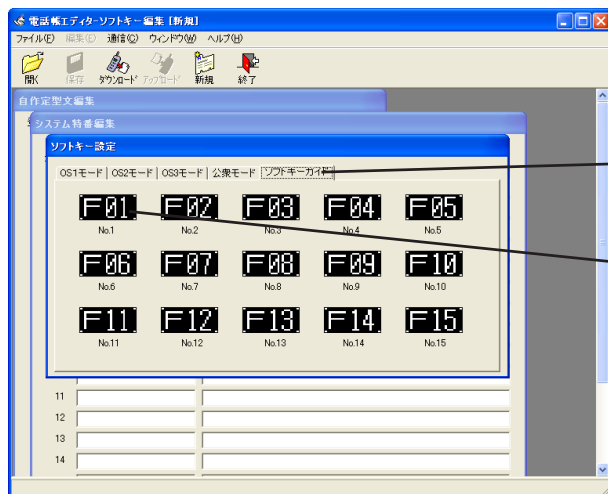 電話帳エディターソフトキー編集 [新規]
ファイル(F) 編集(E) 通信(C) ウィンドウ(W) ヘルプ(H)
開く 保存 ダウンロード アップロード 新規 終了
自作定型文編集
システム特番編集
ソフトキー設定
OS1モード OS2モード OS3モード 公衆モード ソフトキーガイド
F01 F02 F03 F04 F05
No.1 No.2 No.3 No.4 No.5
F06 F07 F08 F09 F10
No.6 No.7 No.8 No.9 No.10
F11 F12 F13 F14 F15
No.11 No.12 No.13 No.14 No.15
11
12
13
14